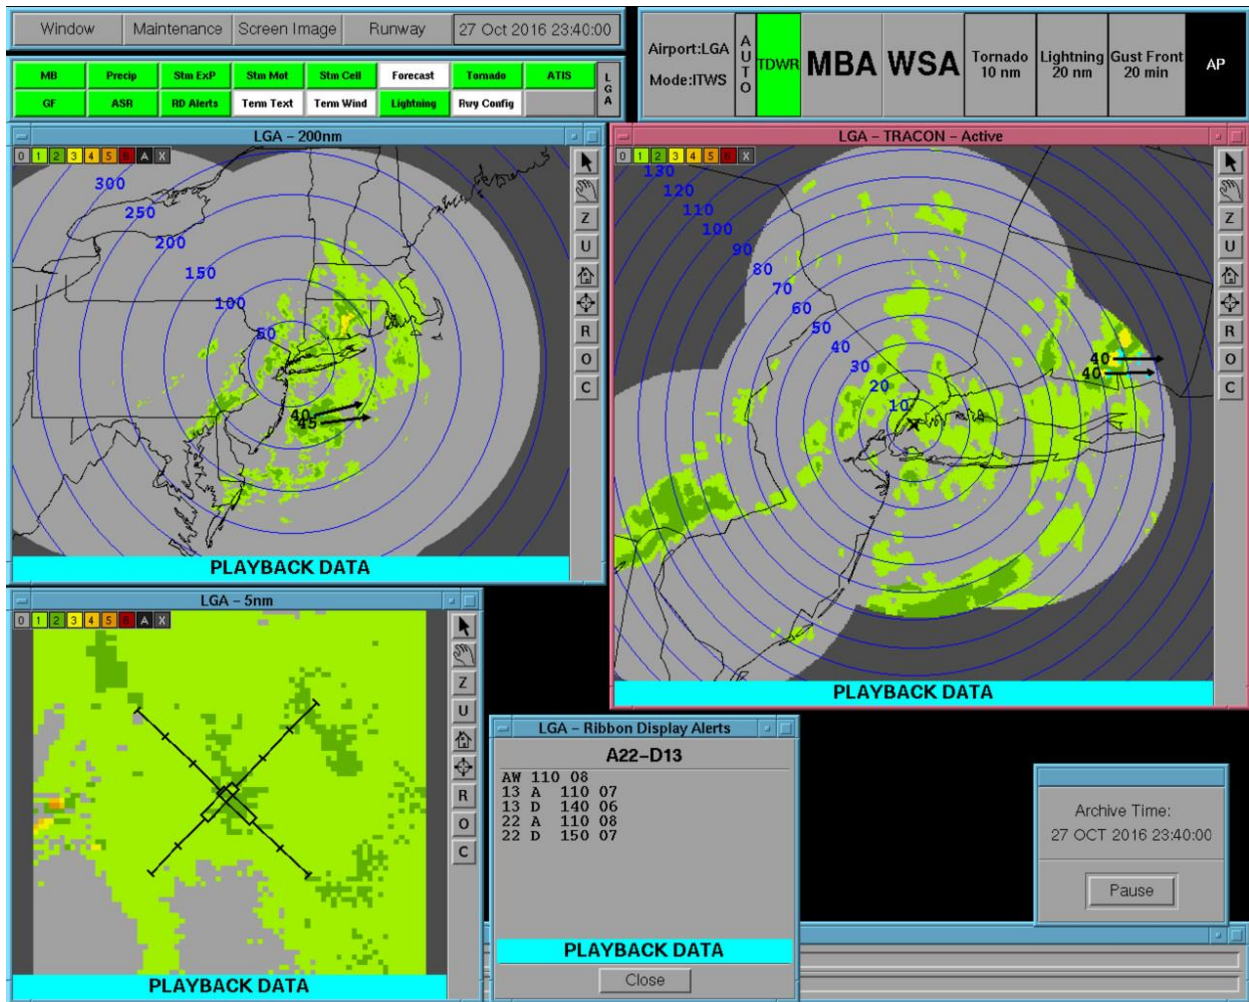 Window Maintenance Screen Image Runway 27 Oct 2016 23:40:00
MB Precip Stm ExP Stm Mot Stm Cell Forecast Tornado ATIS
GF ASR RD Alerts Term Text Term Wind Lightning Rwy Config
LGA
Airport:LGA
Mode:ITWS
AUTO
TDWR
MBA
WSA
Tornado
10 nm
Lightning
20 nm
Gust Front
20 min
AP
LGA - 200nm
0 1 2 3 4 5 6 A X
300
250
200
150
100
50
40
45
Z
U
R
O
C
PLAYBACK DATA
LGA - TRACON - Active
0 1 2 3 4 5 6 X
130
120
110
100
90
80
70
60
50
40
30
20
10
40
40
Z
U
R
O
C
PLAYBACK DATA
LGA - 5nm
0 1 2 3 4 5 6 A X
Z
U
R
O
C
PLAYBACK DATA
LGA - Ribbon Display Alerts
A22-D13
AW 110 08
13 A 110 07
13 D 140 06
22 A 110 08
22 D 150 07
PLAYBACK DATA
Close
Archive Time:
27 OCT 2016 23:40:00
Pause